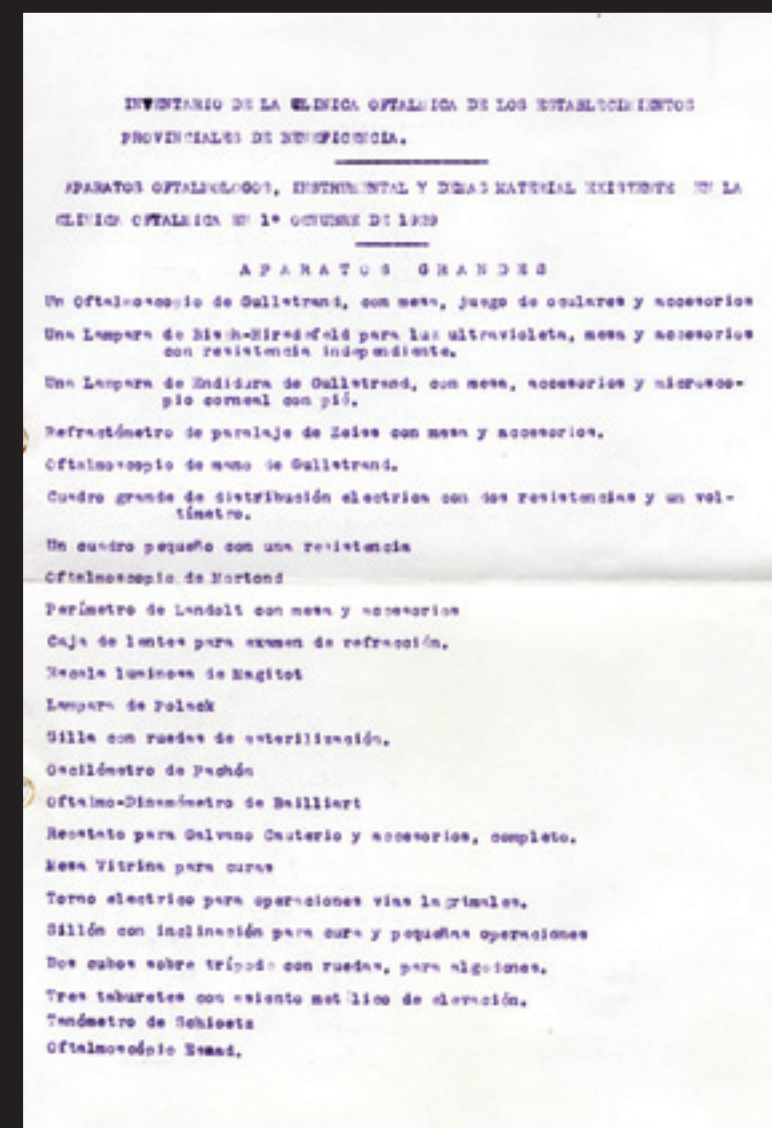 INVENTARIO DE LA CLINICA OFTALMICA DE LOS ESTABLECIMIENTOS
PROVINCIALES DE BENEFICENCIA.
APARATOS OFTALMOLOGOS, INSTRUMENTAL Y DEMAS MATERIAL EXISTENTE EN LA
CLINICA OFTALMICA EN 1º OCTUBRE DE 1939
APARATOS GRANDES
Un Oftalmoscopio de Gullstrand, con mesa, juego de oculares y accesorios
Una Lampara de Birch-Hirschfeld para luz ultravioleta, mesa y accesorios
con resistencia independiente.
Una Lampara de Endidura de Gullstrand, con mesa, accesorios y microsco-
pio corneal con pié.
Refractómetro de paralaje de Zeiss con mesa y accesorios.
Oftalmoscopio de mano de Gullstrand.
Cuadro grande de distribución electrica con dos resistencias y un vol-
tímetro.
Un cuadro pequeño con una resistencia
Oftalmoscopio de Mortond
Perímetro de Landolt con mesa y accesorios
Caja de lentes para examen de refracción.
Escala luminosa de Magitot
Lampara de Polack
Silla con ruedas de esterilización.
Oscilómetro de Pachón
Oftalmo-Dinamómetro de Bailliart
Reostato para Galvano Cauterio y accesorios, completo.
Mesa Vitrina para curas
Torno electrico para operaciones vias lagrimales.
Sillón con inclinación para cura y pequeñas operaciones
Dos cubos sobre trípode con ruedas, para algodones.
Tres taburetes con asiento metálico de elevación.
Tonómetro de Schioetz
Oftalmoscópio